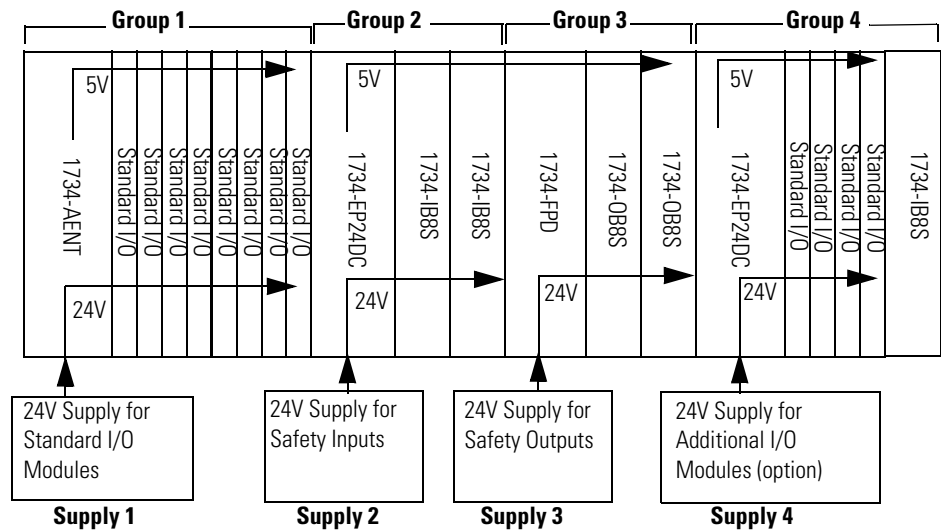 Group 1
Group 2
Group 3
Group 4
5V
5V
5V
1734-AENT
Standard I/O
Standard I/O
Standard I/O
Standard I/O
Standard I/O
Standard I/O
Standard I/O
Standard I/O
1734-EP24DC
1734-IB8S
1734-IB8S
1734-FPD
1734-OB8S
1734-OB8S
1734-EP24DC
Standard I/O
Standard I/O
Standard I/O
Standard I/O
1734-IB8S
24V
24V
24V
24V
24V Supply for
Standard I/O
Modules
24V Supply for
Safety Inputs
24V Supply for
Safety Outputs
24V Supply for
Additional I/O
Modules (option)
Supply 1
Supply 2
Supply 3
Supply 4